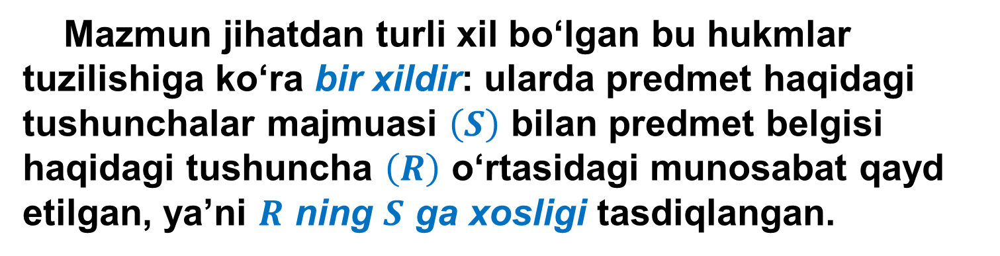 Mazmun jihatdan turli xil bo‘lgan bu hukmlar
tuzilishiga ko‘ra bir xildir: ularda predmet haqidagi
tushunchalar majmuasi (S) bilan predmet belgisi
haqidagi tushuncha (R) o‘rtasidagi munosabat qayd
etilgan, ya’ni R ning S ga xosligi tasdiqlangan.